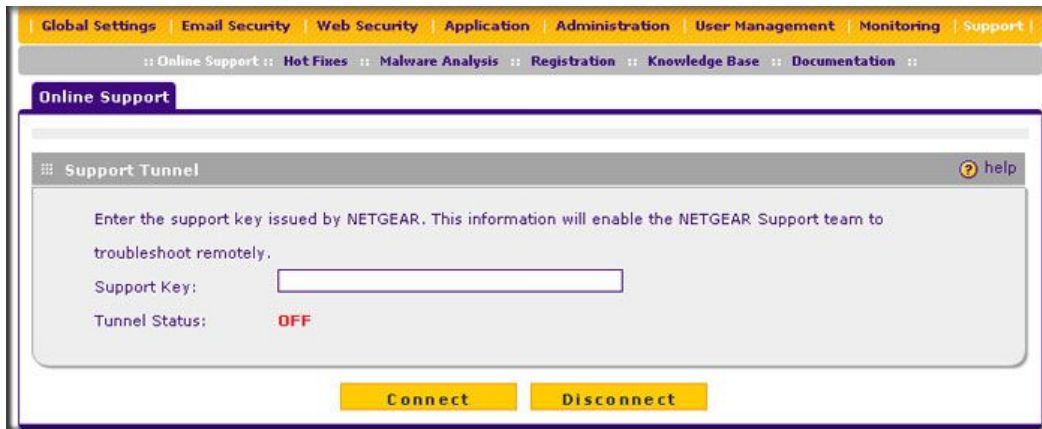 | Global Settings | Email Security | Web Security | Application | Administration | User Management | Monitoring | Support |
:: Online Support :: Hot Fixes :: Malware Analysis :: Registration :: Knowledge Base :: Documentation ::
Online Support
Support Tunnel ? help
Enter the support key issued by NETGEAR. This information will enable the NETGEAR Support team to
troubleshoot remotely.
Support Key:
Tunnel Status: OFF
Connect Disconnect